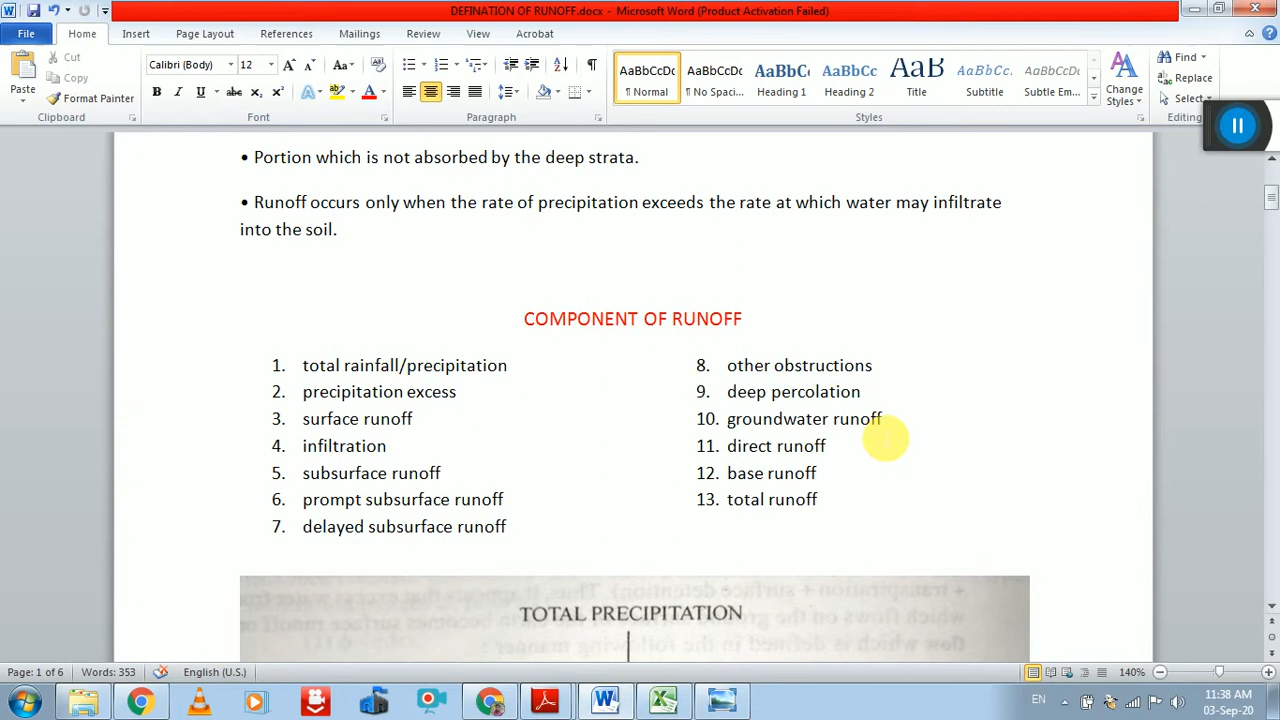 DEFINATION OF RUNOFF.docx - Microsoft Word (Product Activation Failed)
File Home Insert Page Layout References Mailings Review View Acrobat
Paste
Cut
Copy
Format Painter
Clipboard
Calibri (Body) 12
Font
Paragraph
AaBbCcDc AaBbCcDc AaBbC AaBbCc AaB AaBbCcL AaBbCcDc
¶ Normal ¶ No Spaci... Heading 1 Heading 2 Title Subtitle Subtle Em...
Styles
Change
Styles
Find
Replace
Select
Editing
• Portion which is not absorbed by the deep strata.
• Runoff occurs only when the rate of precipitation exceeds the rate at which water may infiltrate
into the soil.
COMPONENT OF RUNOFF
1. total rainfall/precipitation
2. precipitation excess
3. surface runoff
4. infiltration
5. subsurface runoff
6. prompt subsurface runoff
7. delayed subsurface runoff
8. other obstructions
9. deep percolation
10. groundwater runoff
11. direct runoff
12. base runoff
13. total runoff
TOTAL PRECIPITATION
Page: 1 of 6 Words: 353 English (U.S.) 140%
EN 11:38 AM
03-Sep-20